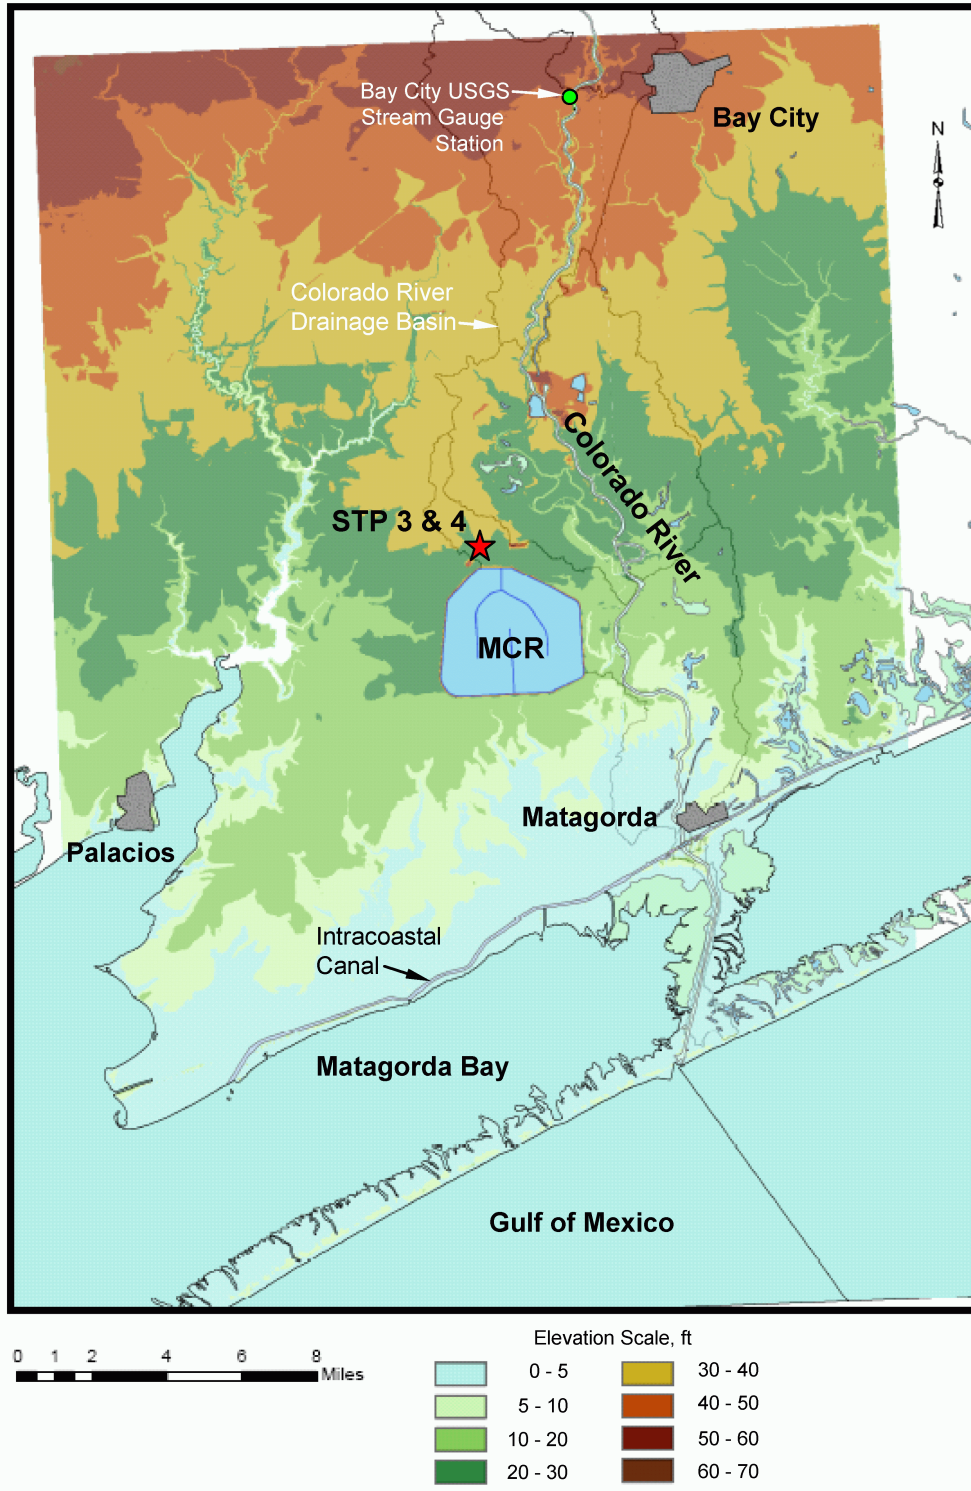 Bay City USGS
Stream Gauge
Station
Bay City
N
Colorado River
Drainage Basin
Colorado River
STP 3 & 4
MCR
Matagorda
Palacios
Intracoastal
Canal
Matagorda Bay
Gulf of Mexico
Elevation Scale, ft
0 1 2 4 6 8
Miles
0 - 5
30 - 40
5 - 10
40 - 50
10 - 20
50 - 60
20 - 30
60 - 70